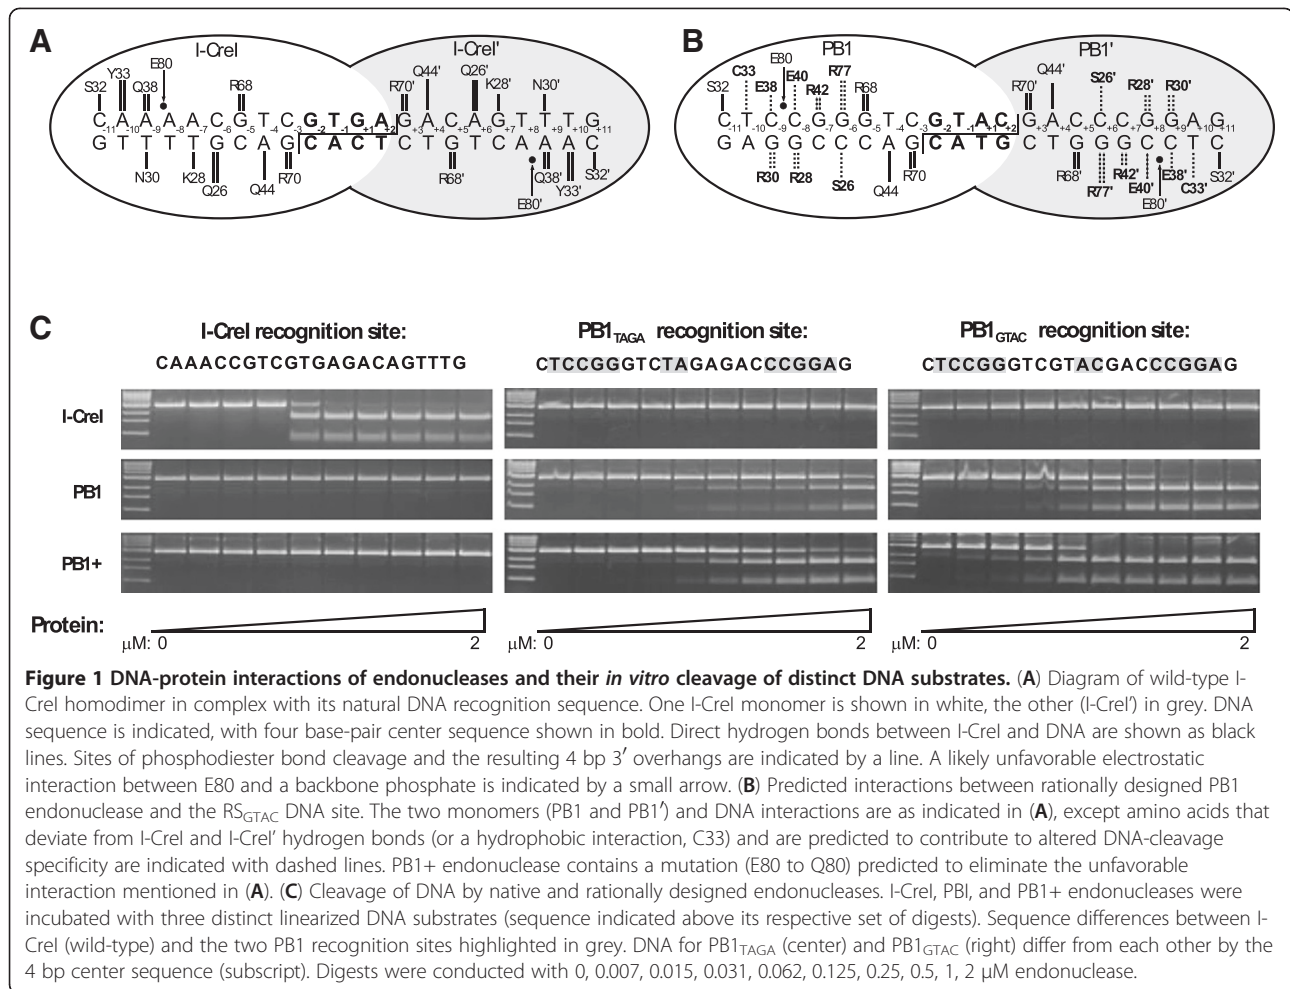 A
B
I-CreI
I-CreI'
PB1
PB1'
S32 Y33 Q38 E80 R68 R70' Q44' Q26' K28' N30'
C A A A A C G T C G T G A G A C A G T T T G
-11 -10 -9 -8 -7 -6 -5 -4 -3 -2 -1 +1 +2 +3 +4 +5 +6 +7 +8 +9 +10 +11
G T T T T G C A G C A C T C T G T C A A A C
N30 K28 Q26 Q44 R70 R68' E80' Q38' Y33' S32'
S32 C33 E38 E80 E40 R42 R77 R68 R70' Q44' S26' R28' R30'
C T C C G G G T C G T A C G A C C C G G A G
-11 -10 -9 -8 -7 -6 -5 -4 -3 -2 -1 +1 +2 +3 +4 +5 +6 +7 +8 +9 +10 +11
G A G G C C C A G C A T G C T G G G C C T C
R30 R28 S26 Q44 R70 R68' R77' R42' E40' E80' E38' C33' S32'
C
I-CreI recognition site:
CAAACCGTCGTGAGACAGTTTG
PB1TAGA recognition site:
CTCCGGGTCTAGAGACCCGGAG
PB1GTAC recognition site:
CTCCGGGTCGTACGACCCGGAG
I-CreI
PB1
PB1+
Protein:
µM: 0 2
µM: 0 2
µM: 0 2
Figure 1 DNA-protein interactions of endonucleases and their in vitro cleavage of distinct DNA substrates. (A) Diagram of wild-type I-
CreI homodimer in complex with its natural DNA recognition sequence. One I-CreI monomer is shown in white, the other (I-CreI') in grey. DNA
sequence is indicated, with four base-pair center sequence shown in bold. Direct hydrogen bonds between I-CreI and DNA are shown as black
lines. Sites of phosphodiester bond cleavage and the resulting 4 bp 3′ overhangs are indicated by a line. A likely unfavorable electrostatic
interaction between E80 and a backbone phosphate is indicated by a small arrow. (B) Predicted interactions between rationally designed PB1
endonuclease and the RSGTAC DNA site. The two monomers (PB1 and PB1′) and DNA interactions are as indicated in (A), except amino acids that
deviate from I-CreI and I-CreI' hydrogen bonds (or a hydrophobic interaction, C33) and are predicted to contribute to altered DNA-cleavage
specificity are indicated with dashed lines. PB1+ endonuclease contains a mutation (E80 to Q80) predicted to eliminate the unfavorable
interaction mentioned in (A). (C) Cleavage of DNA by native and rationally designed endonucleases. I-CreI, PBI, and PB1+ endonucleases were
incubated with three distinct linearized DNA substrates (sequence indicated above its respective set of digests). Sequence differences between I-
CreI (wild-type) and the two PB1 recognition sites highlighted in grey. DNA for PB1TAGA (center) and PB1GTAC (right) differ from each other by the
4 bp center sequence (subscript). Digests were conducted with 0, 0.007, 0.015, 0.031, 0.062, 0.125, 0.25, 0.5, 1, 2 µM endonuclease.